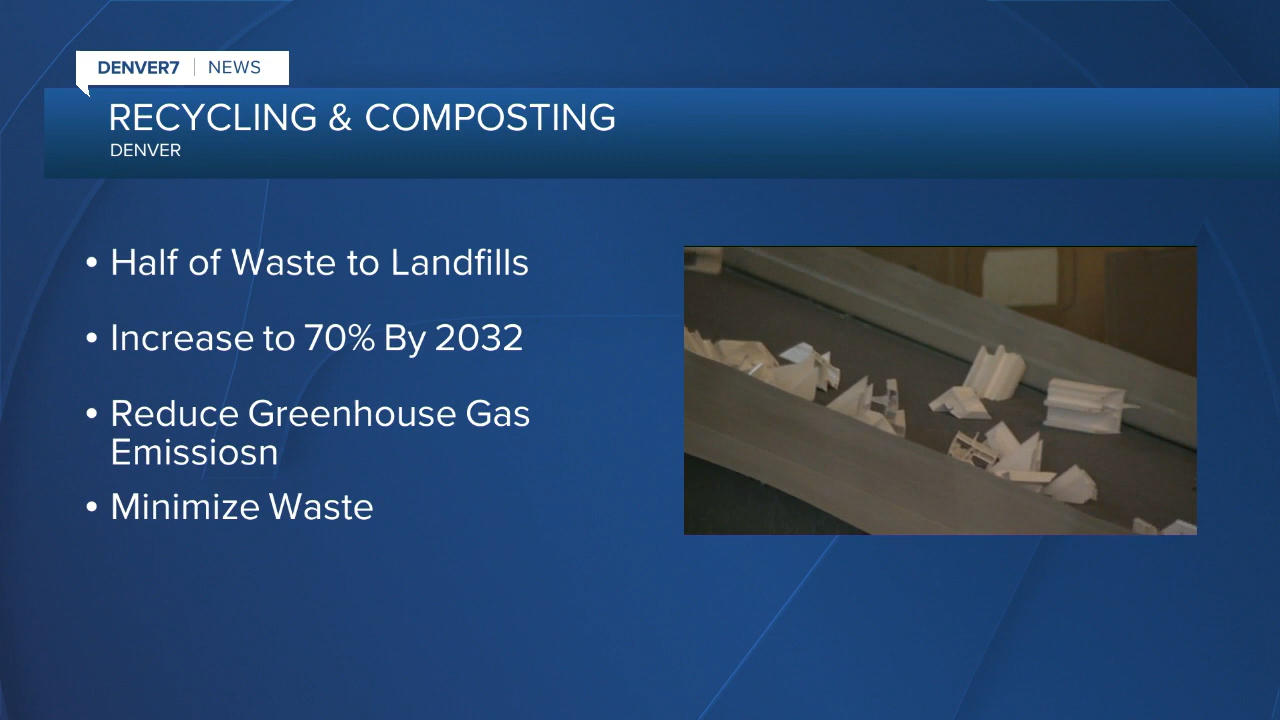 DENVER7 | NEWS
RECYCLING & COMPOSTING
DENVER
• Half of Waste to Landfills
• Increase to 70% By 2032
• Reduce Greenhouse Gas
Emissiosn
• Minimize Waste